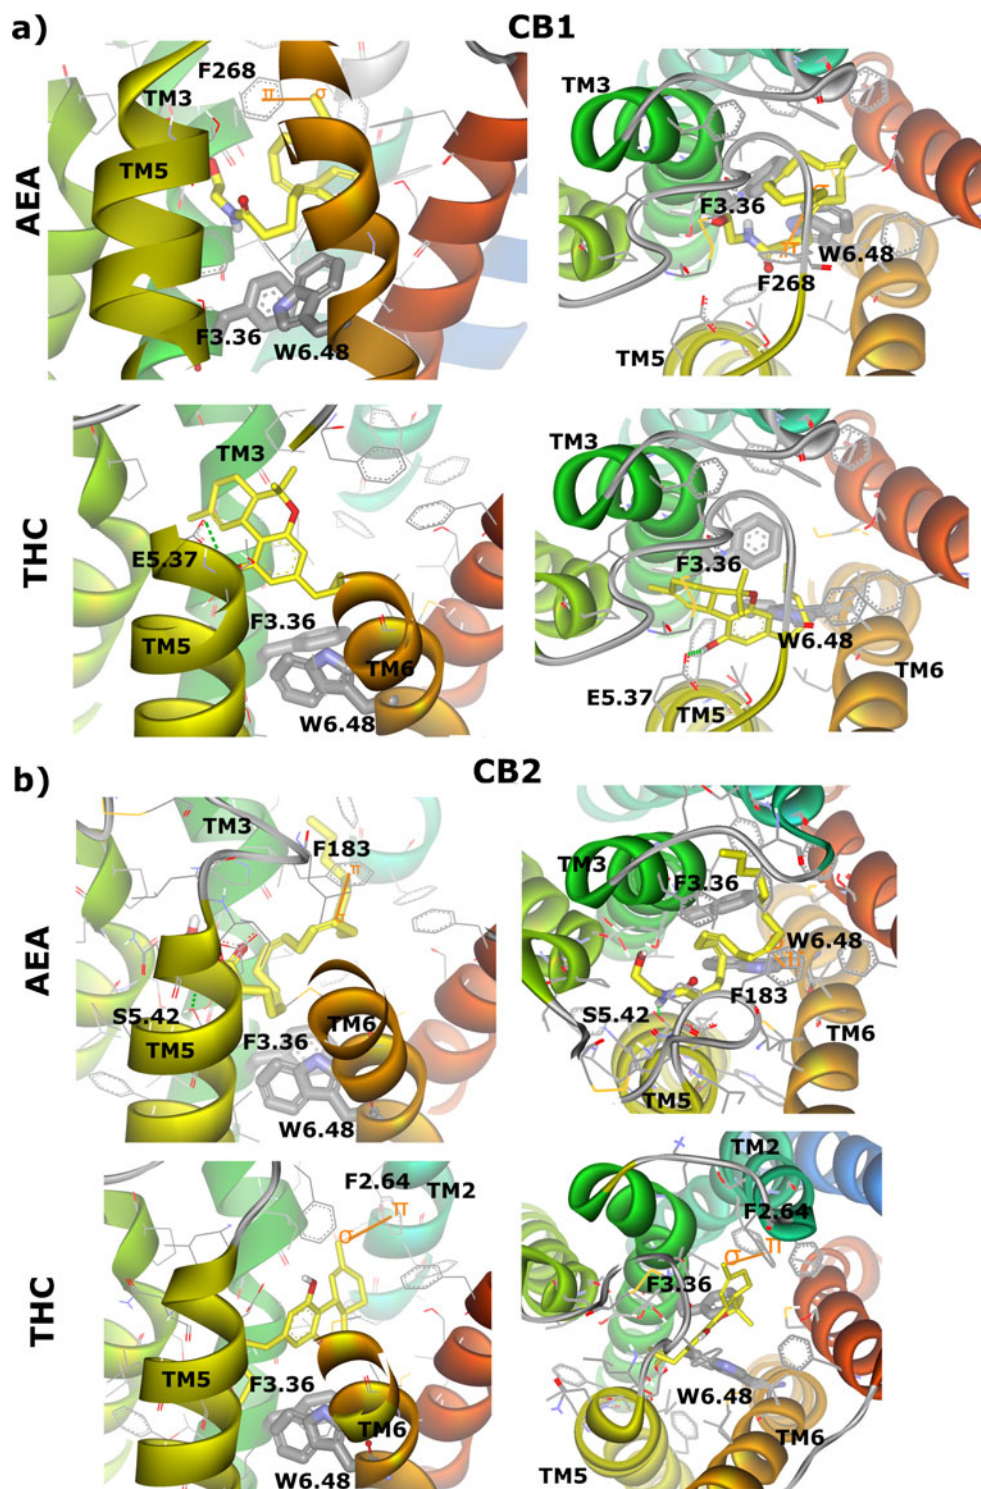 a)
CB1
AEA
F268
π
σ
TM3
TM5
F3.36
W6.48
TM3
F3.36
σ
π
W6.48
F268
TM5
THC
TM3
E5.37
F3.36
TM5
TM6
W6.48
TM3
F3.36
W6.48
E5.37
TM5
TM6
b)
CB2
AEA
TM3
F183
π
π
S5.42
F3.36
TM6
TM5
W6.48
TM3
F3.36
W6.48
F183
S5.42
TM6
TM5
THC
F2.64
TM2
σ
π
TM5
F3.36
TM6
W6.48
TM2
F2.64
σ
π
F3.36
W6.48
TM6
TM5